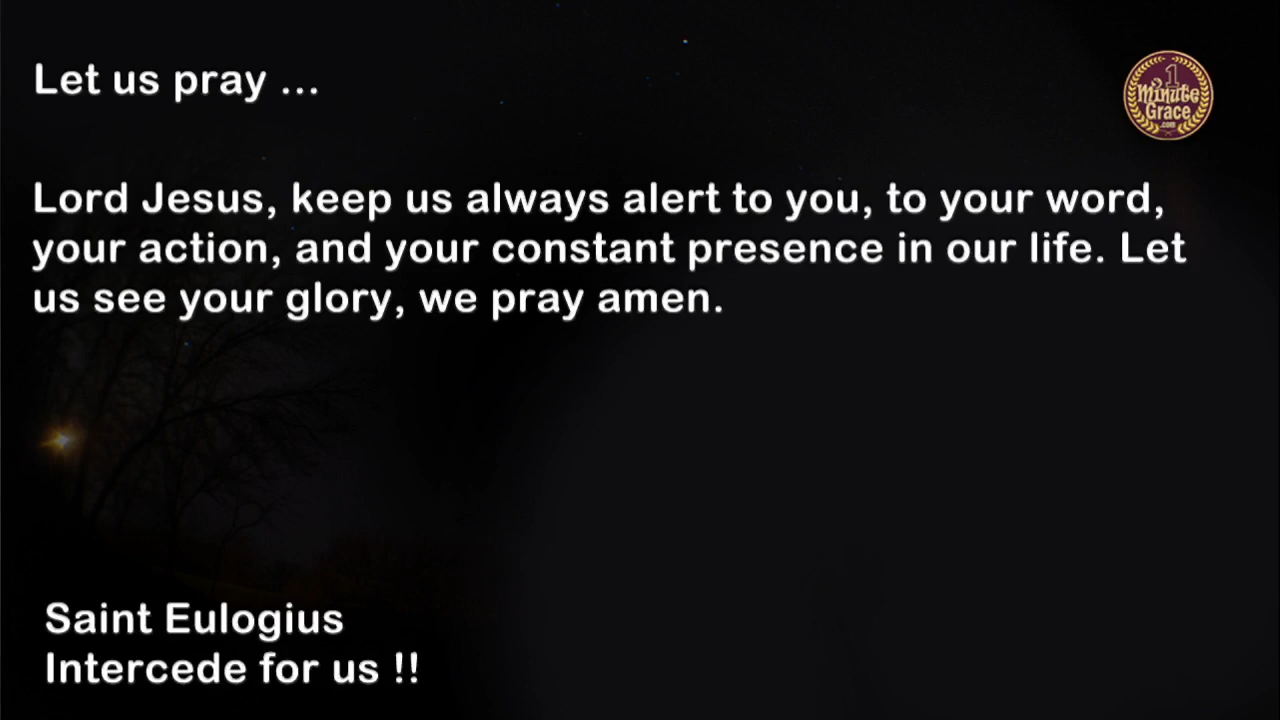 Let us pray ...
1
Minute
Grace
.com
Lord Jesus, keep us always alert to you, to your word,
your action, and your constant presence in our life. Let
us see your glory, we pray amen.
Saint Eulogius
Intercede for us !!